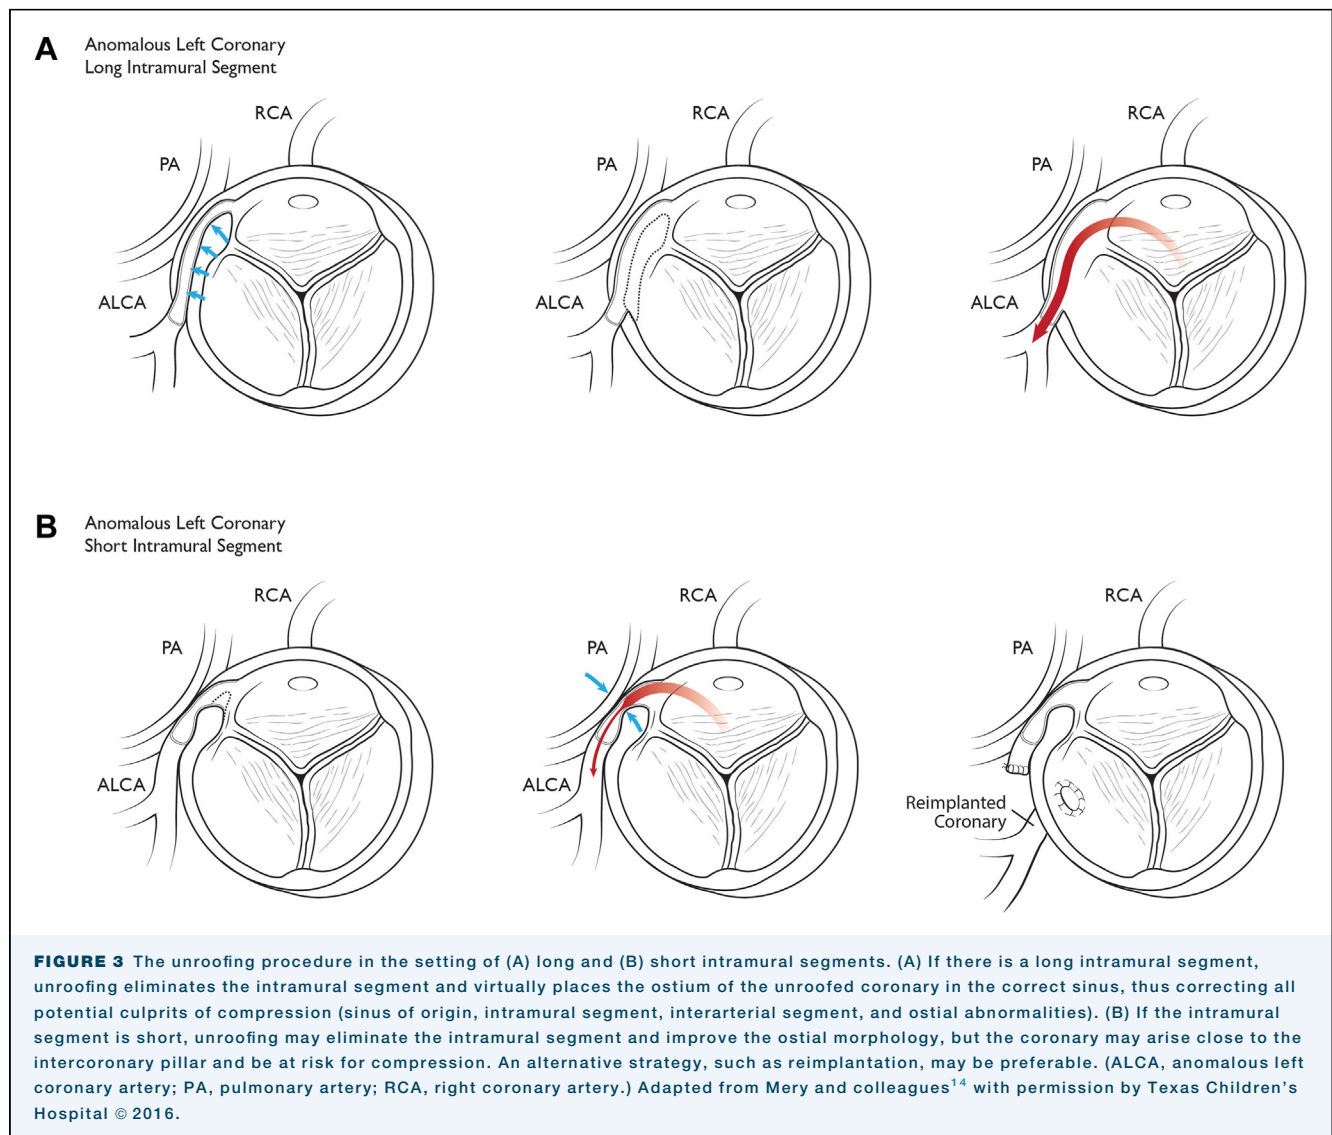 A
Anomalous Left Coronary
Long Intramural Segment
RCA
PA
ALCA
RCA
PA
ALCA
RCA
PA
ALCA
B
Anomalous Left Coronary
Short Intramural Segment
RCA
PA
ALCA
RCA
PA
ALCA
RCA
PA
Reimplanted
Coronary
FIGURE 3 The unroofing procedure in the setting of (A) long and (B) short intramural segments. (A) If there is a long intramural segment,
unroofing eliminates the intramural segment and virtually places the ostium of the unroofed coronary in the correct sinus, thus correcting all
potential culprits of compression (sinus of origin, intramural segment, interarterial segment, and ostial abnormalities). (B) If the intramural
segment is short, unroofing may eliminate the intramural segment and improve the ostial morphology, but the coronary may arise close to the
intercoronary pillar and be at risk for compression. An alternative strategy, such as reimplantation, may be preferable. (ALCA, anomalous left
coronary artery; PA, pulmonary artery; RCA, right coronary artery.) Adapted from Mery and colleagues14 with permission by Texas Children's
Hospital © 2016.